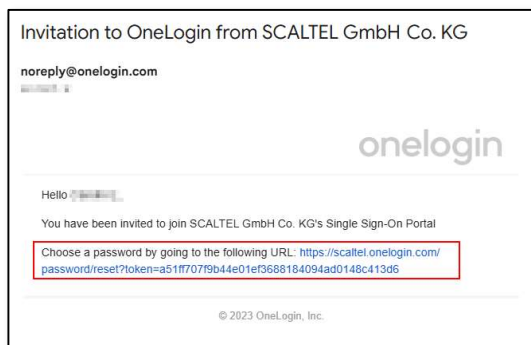 Invitation to OneLogin from SCALTEL GmbH Co. KG
noreply@onelogin.com
onelogin
Hello
You have been invited to join SCALTEL GmbH Co. KG's Single Sign-On Portal
Choose a password by going to the following URL: https://scaltel.onelogin.com/
password/reset?token=a51ff707f9b44e01ef3688184094ad0148c413d6
© 2023 OneLogin, Inc.